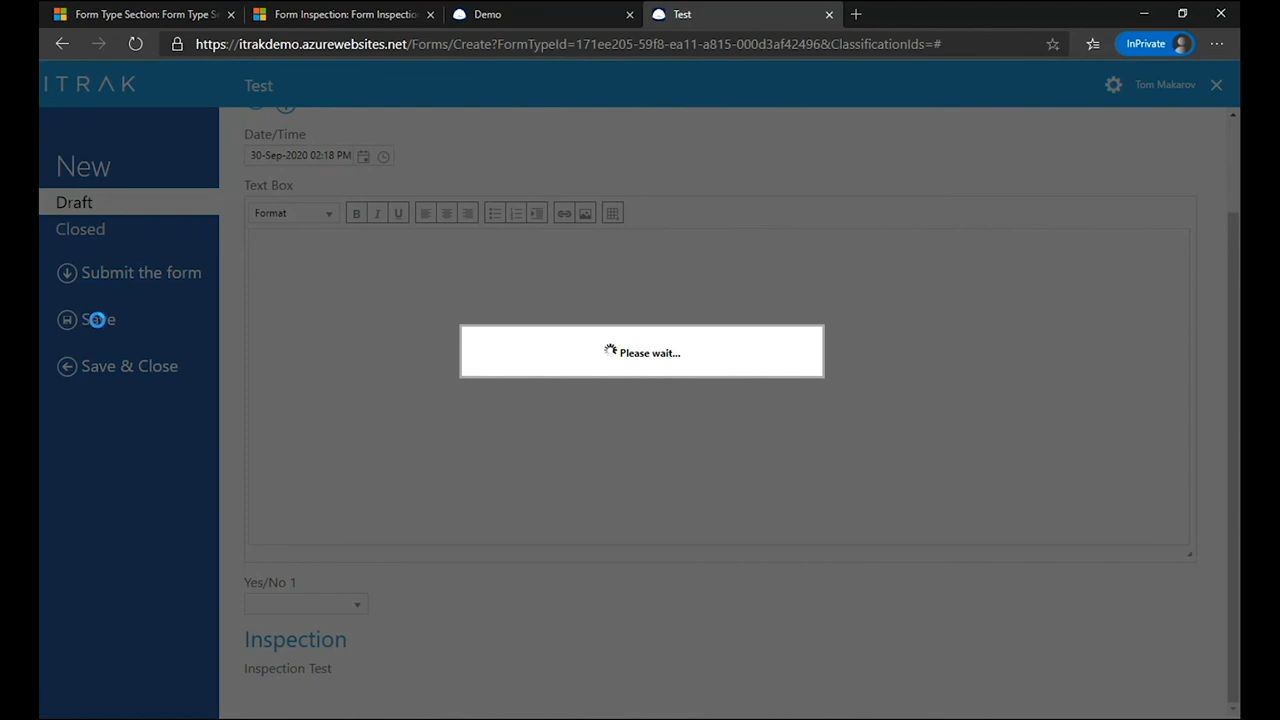 Form Type Section: Form Type Se
Form Inspection: Form Inspectio
Demo
Test
https://itrakdemo.azurewebsites.net/Forms/Create?FormTypeId=171ee205-59f8-ea11-a815-000d3af42496&ClassificationIds=#
InPrivate
ITRAK
Test
Tom Makarov
New
Draft
Closed
Submit the form
Save
Save & Close
Date/Time
30-Sep-2020 02:18 PM
Text Box
Format
B I U
Please wait...
Yes/No 1
Inspection
Inspection Test